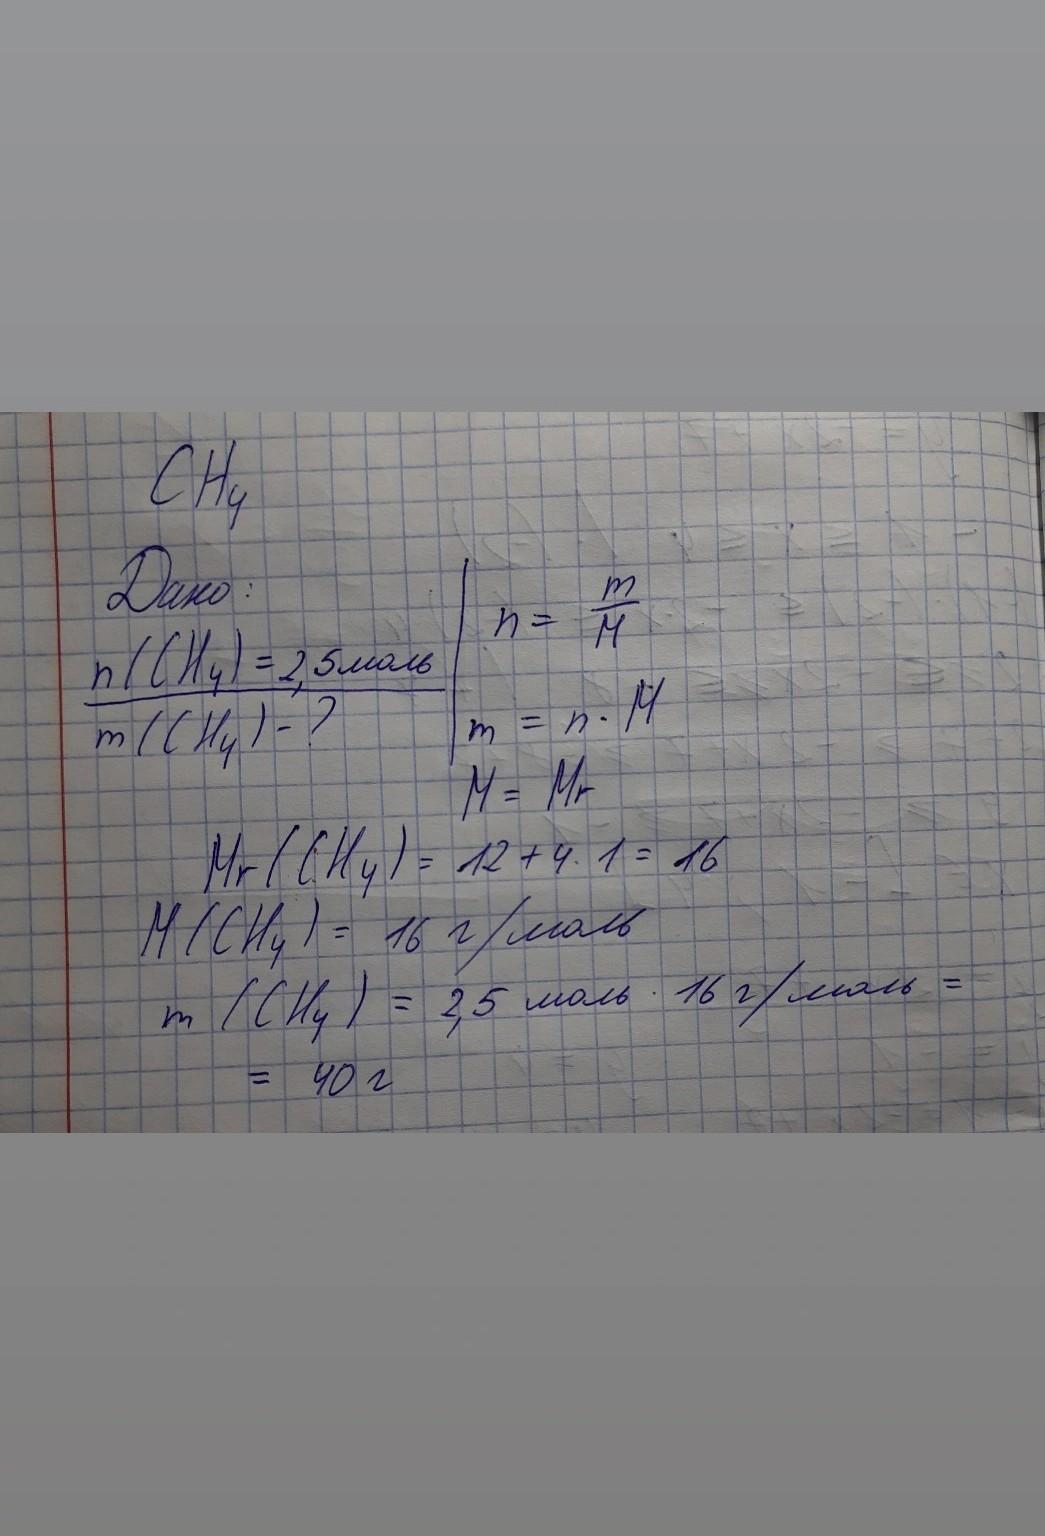 CH₄
Дано:
n(CH₄) = 2,5 моль
m(CH₄) - ?
n = m/M
m = n · M
M = Mr
Mr(CH₄) = 12 + 4 · 1 = 16
M(CH₄) = 16 г/моль
m(CH₄) = 2,5 моль · 16 г/моль =
= 40 г